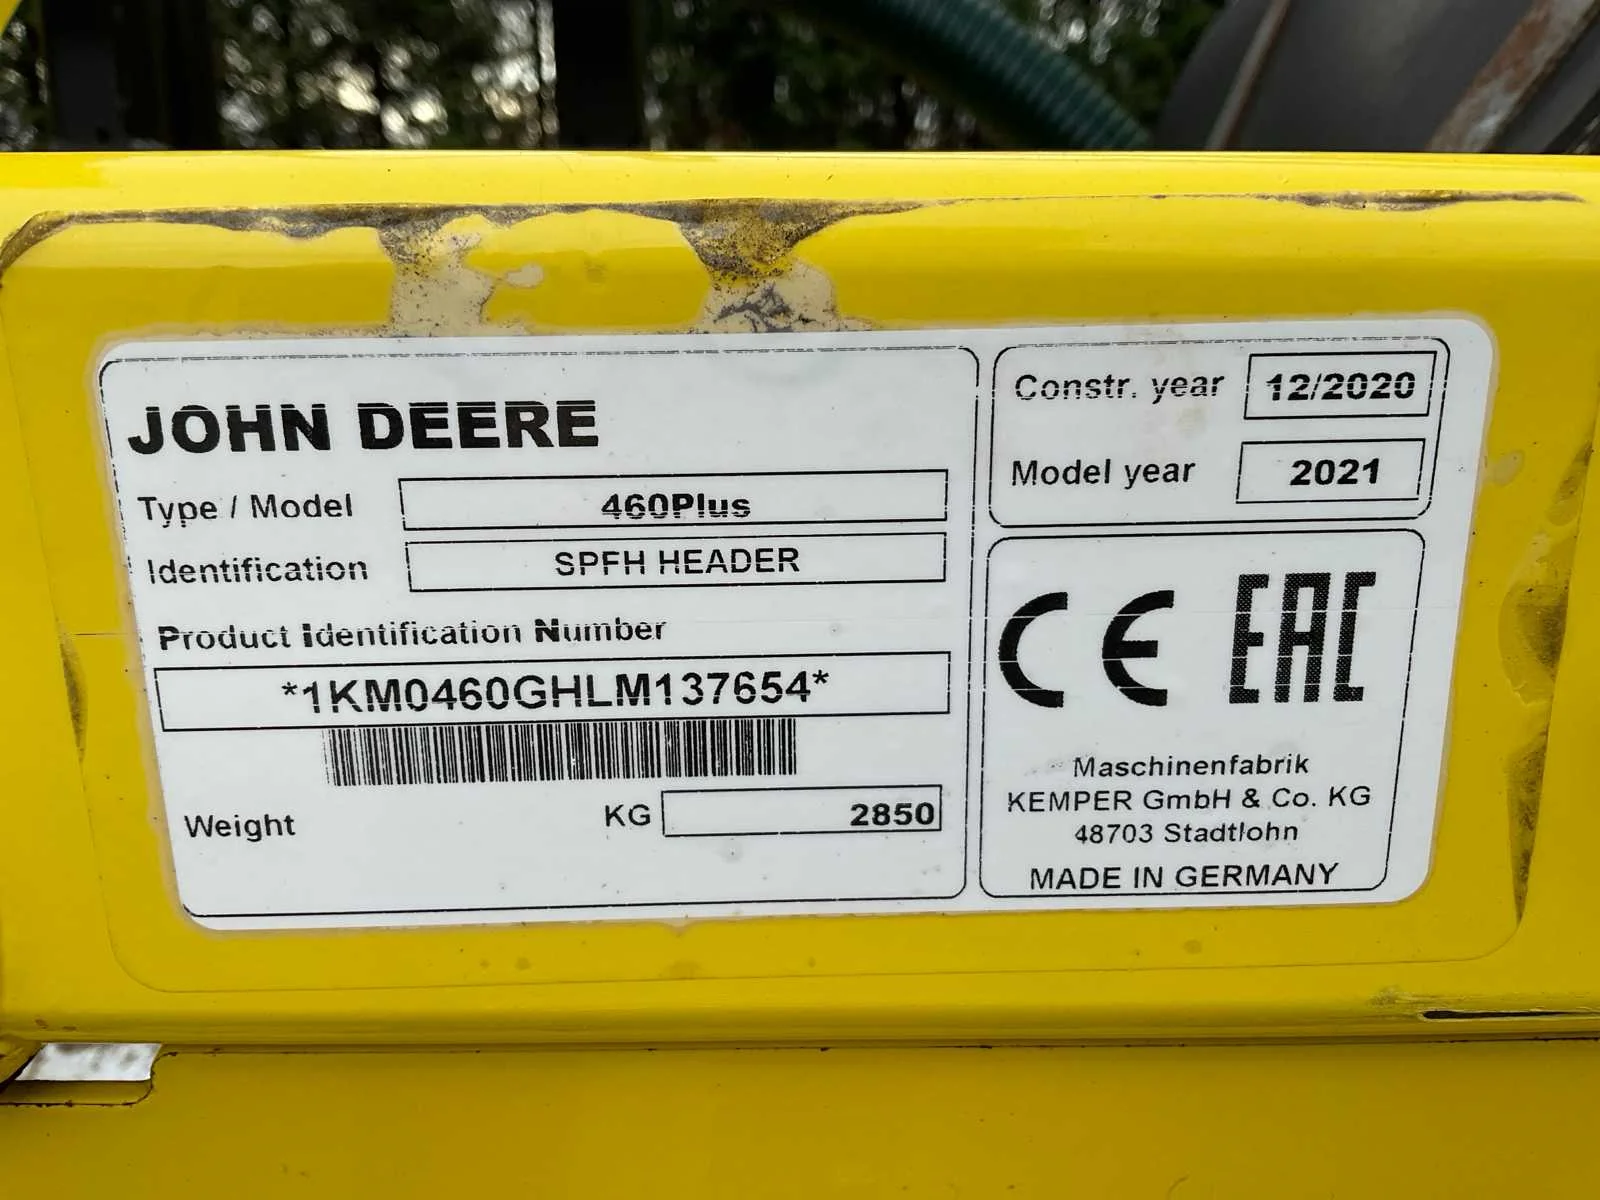 JOHN DEERE
Type / Model 460Plus
Identification SPFH HEADER
Product Identification Number
*1KM0460GHLM137654*
Weight KG 2850
Constr. year 12/2020
Model year 2021
CE EAC
Maschinenfabrik
KEMPER GmbH & Co. KG
48703 Stadtlohn
MADE IN GERMANY